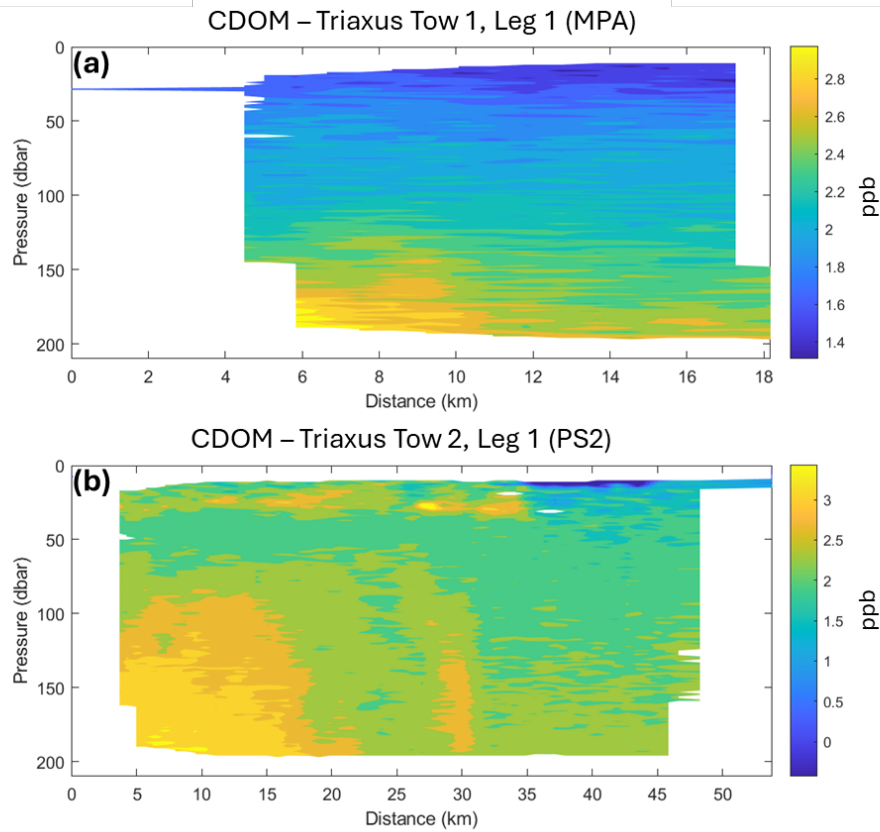 CDOM – Triaxus Tow 1, Leg 1 (MPA)
(a)
0
50
100
150
200
Pressure (dbar)
0 2 4 6 8 10 12 14 16 18
Distance (km)
2.8
2.6
2.4
2.2
2
1.8
1.6
1.4
ppb
CDOM – Triaxus Tow 2, Leg 1 (PS2)
(b)
0
50
100
150
200
Pressure (dbar)
0 5 10 15 20 25 30 35 40 45 50
Distance (km)
3
2.5
2
1.5
1
0.5
0
ppb